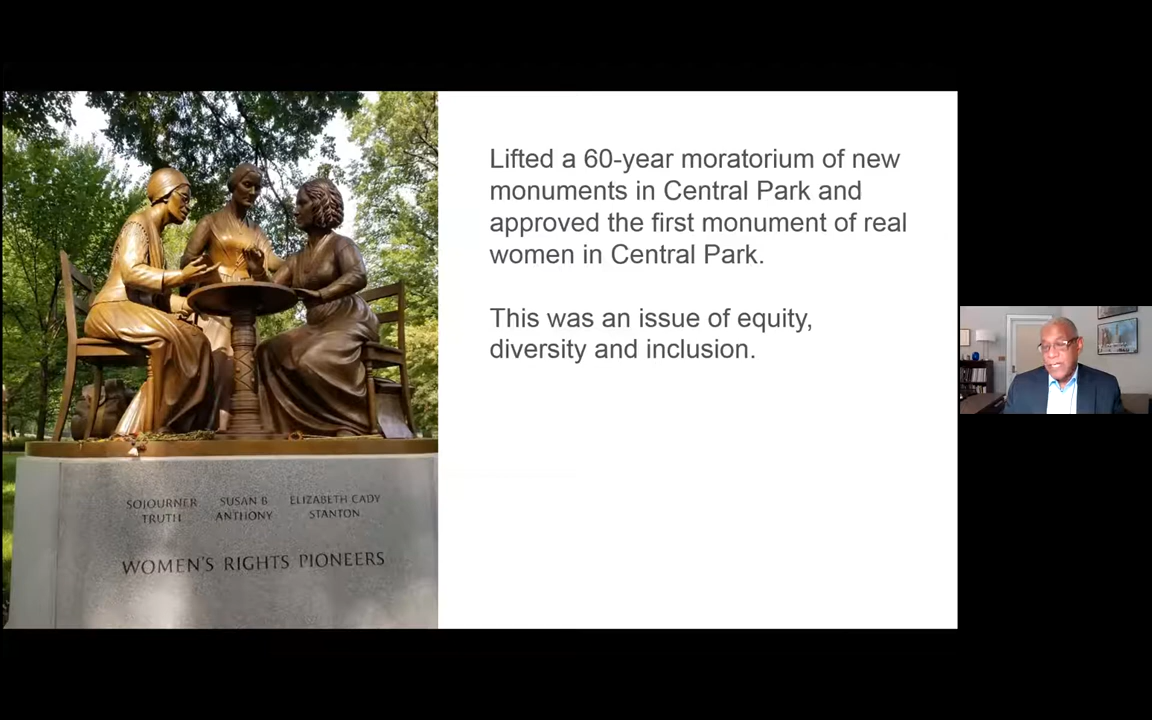 Lifted a 60-year moratorium of new
monuments in Central Park and
approved the first monument of real
women in Central Park.
This was an issue of equity,
diversity and inclusion.
SOJOURNER TRUTH
SUSAN B ANTHONY
ELIZABETH CADY STANTON
WOMEN'S RIGHTS PIONEERS